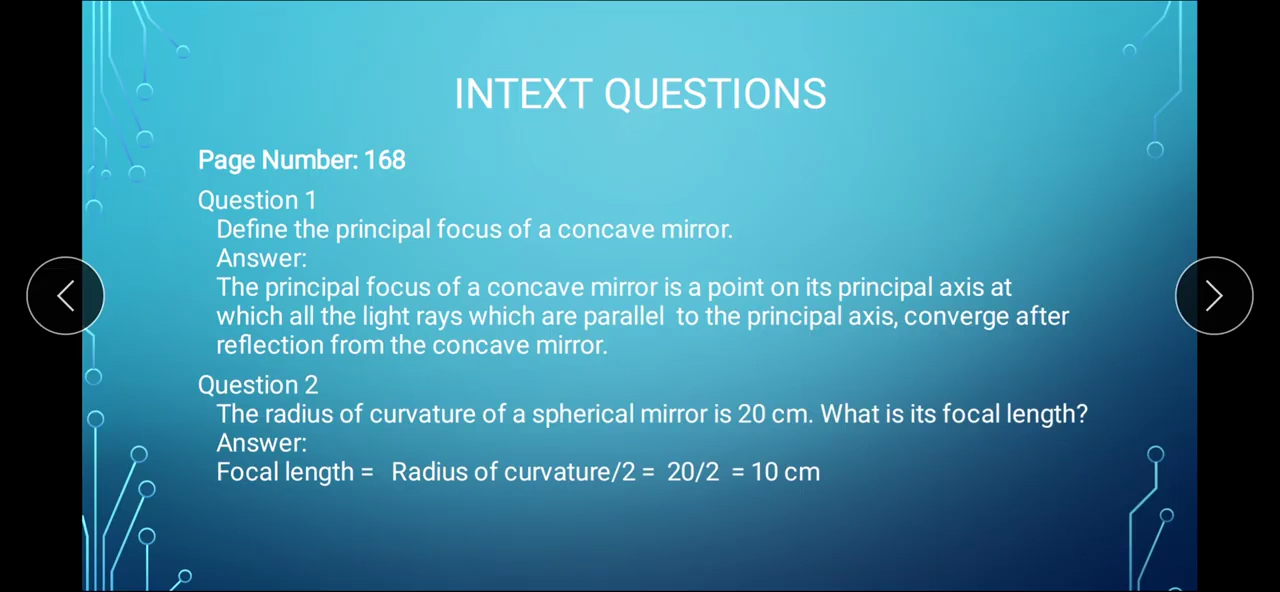 INTEXT QUESTIONS
Page Number: 168
Question 1
Define the principal focus of a concave mirror.
Answer:
The principal focus of a concave mirror is a point on its principal axis at
which all the light rays which are parallel  to the principal axis, converge after
reflection from the concave mirror.
Question 2
The radius of curvature of a spherical mirror is 20 cm. What is its focal length?
Answer:
Focal length =   Radius of curvature/2 =  20/2  = 10 cm